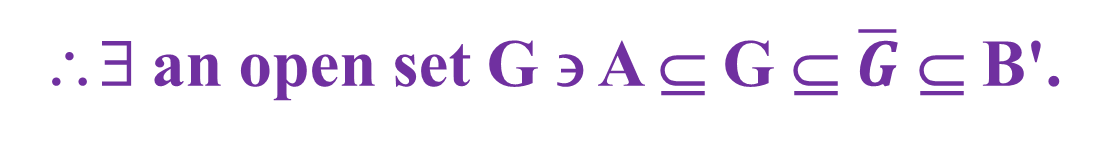 ∴ ∃ an open set G ∋ A ⊆ G ⊆ G̅ ⊆ B'.